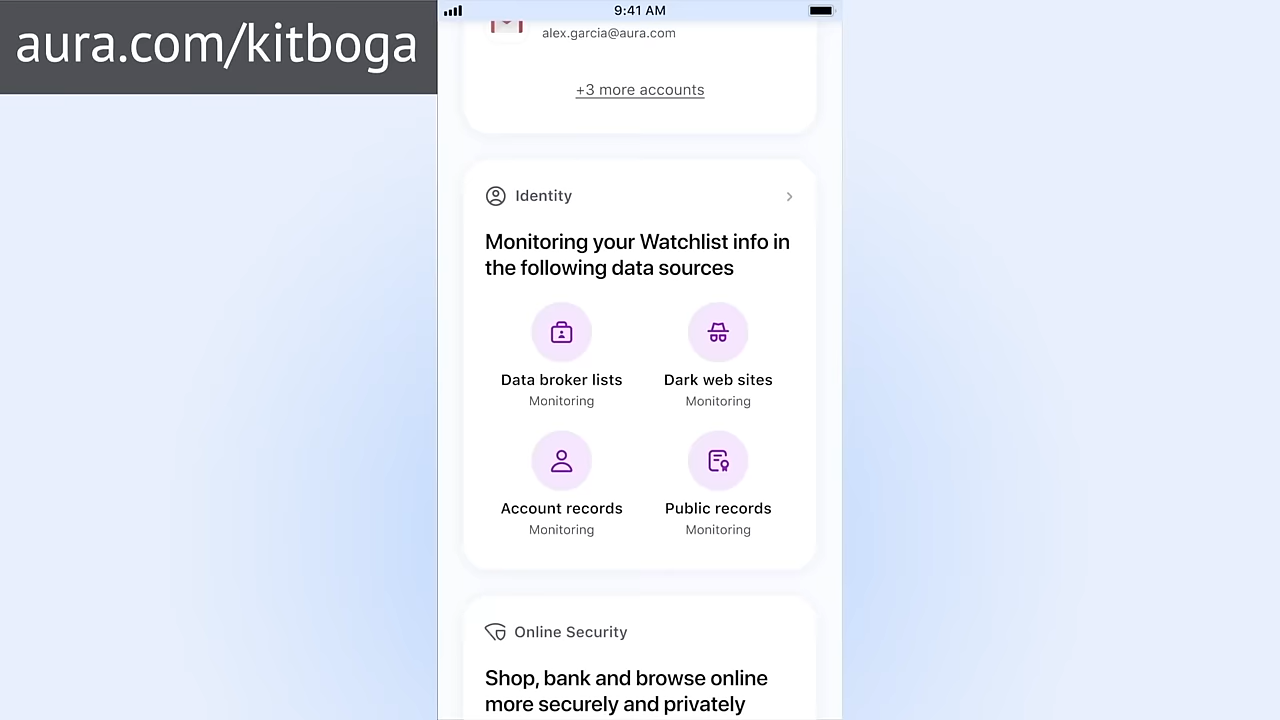 aura.com/kitboga
9:41 AM
alex.garcia@aura.com
+3 more accounts
Identity
Monitoring your Watchlist info in
the following data sources
Data broker lists
Monitoring
Dark web sites
Monitoring
Account records
Monitoring
Public records
Monitoring
Online Security
Shop, bank and browse online
more securely and privately